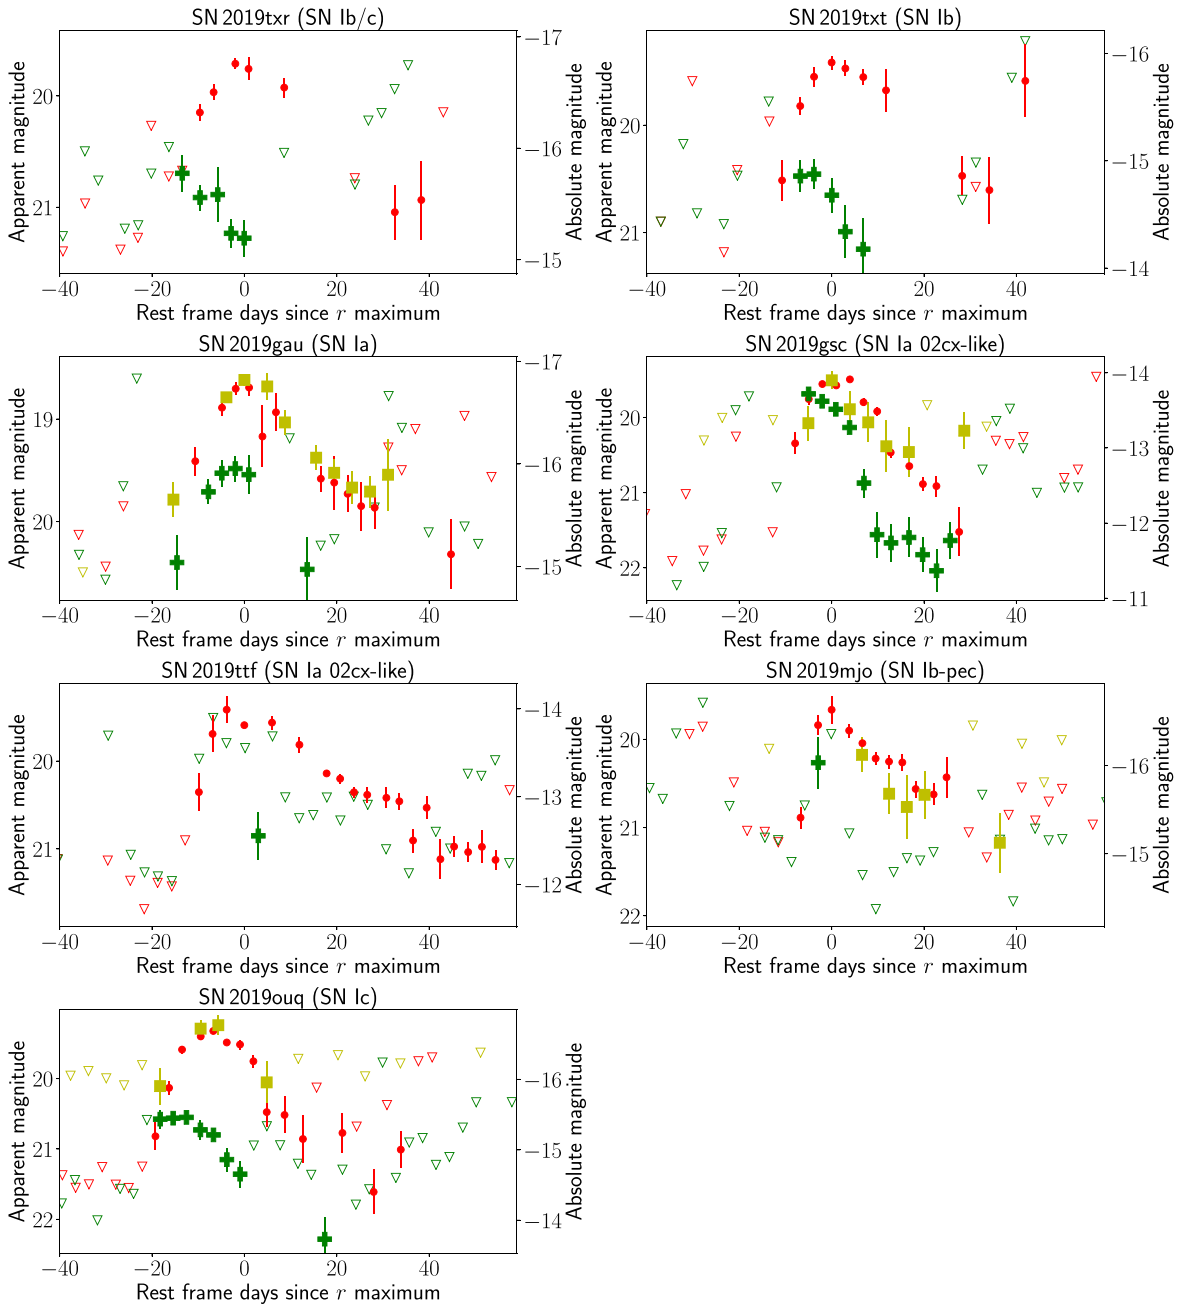 SN 2019txr (SN Ib/c)
Apparent magnitude
20
21
−17
−16
−15
Absolute magnitude
−40
−20
0
20
40
Rest frame days since r maximum
SN 2019txt (SN Ib)
Apparent magnitude
20
21
−16
−15
−14
Absolute magnitude
−40
−20
0
20
40
Rest frame days since r maximum
SN 2019gau (SN Ia)
Apparent magnitude
19
20
−17
−16
−15
Absolute magnitude
−40
−20
0
20
40
Rest frame days since r maximum
SN 2019gsc (SN Ia 02cx-like)
Apparent magnitude
20
21
22
−14
−13
−12
−11
Absolute magnitude
−40
−20
0
20
40
Rest frame days since r maximum
SN 2019ttf (SN Ia 02cx-like)
Apparent magnitude
20
21
−14
−13
−12
Absolute magnitude
−40
−20
0
20
40
Rest frame days since r maximum
SN 2019mjo (SN Ib-pec)
Apparent magnitude
20
21
22
−16
−15
Absolute magnitude
−40
−20
0
20
40
Rest frame days since r maximum
SN 2019ouq (SN Ic)
Apparent magnitude
20
21
22
−16
−15
−14
Absolute magnitude
−40
−20
0
20
40
Rest frame days since r maximum